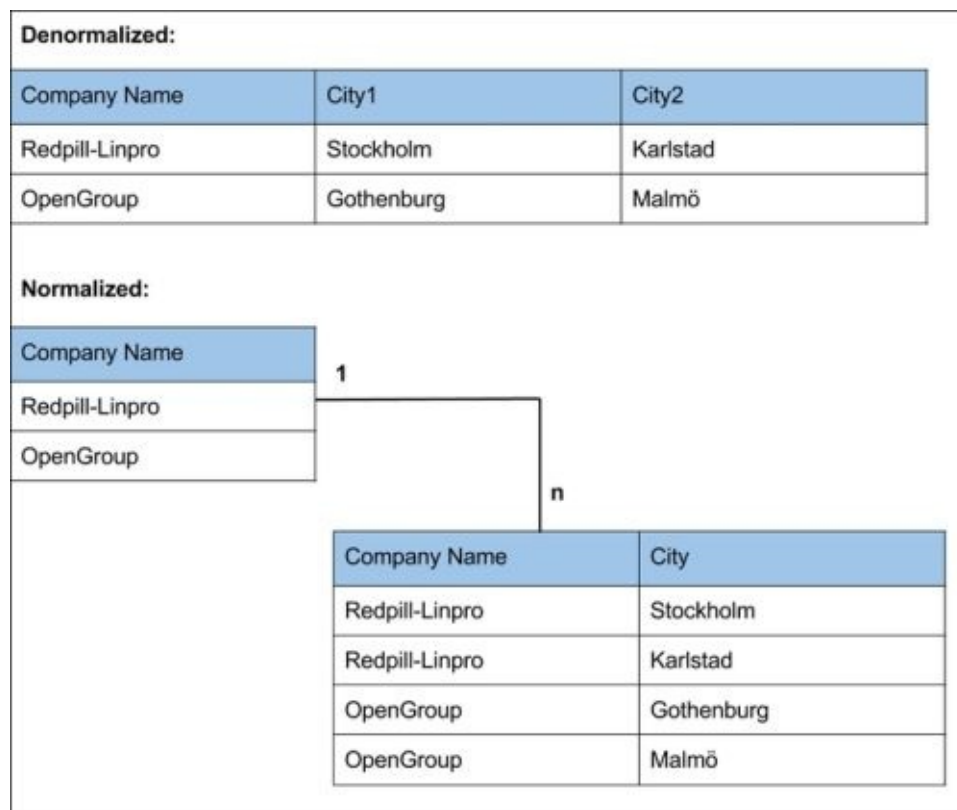 Denormalized:
Company Name City1 City2
Redpill-Linpro Stockholm Karlstad
OpenGroup Gothenburg Malmö
Normalized:
Company Name
1
Redpill-Linpro
OpenGroup
n
Company Name City
Redpill-Linpro Stockholm
Redpill-Linpro Karlstad
OpenGroup Gothenburg
OpenGroup Malmö